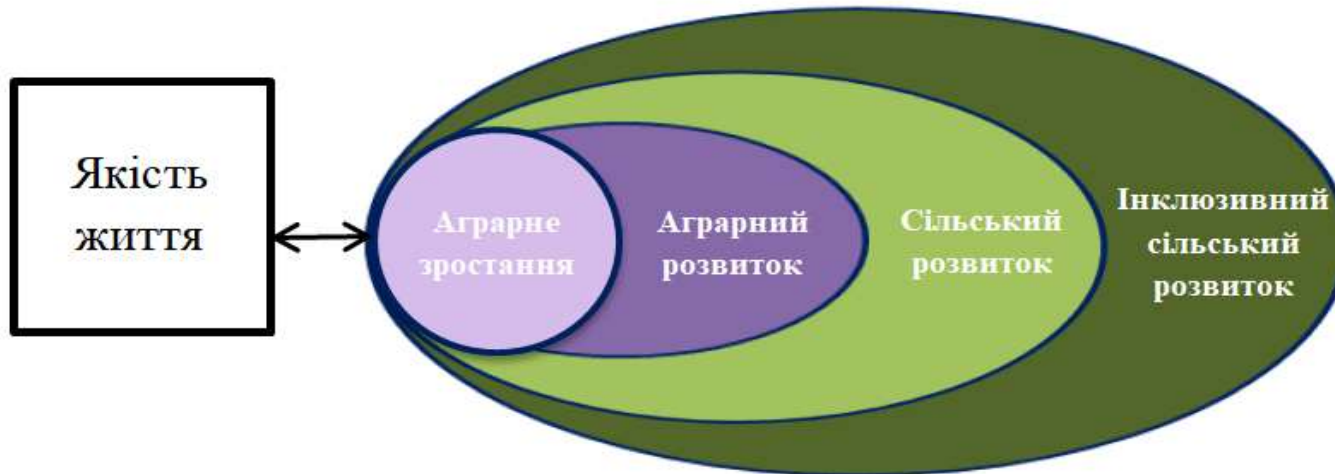 Якість
життя
Аграрне
зростання
Аграрний
розвиток
Сільський
розвиток
Інклюзивний
сільський
розвиток